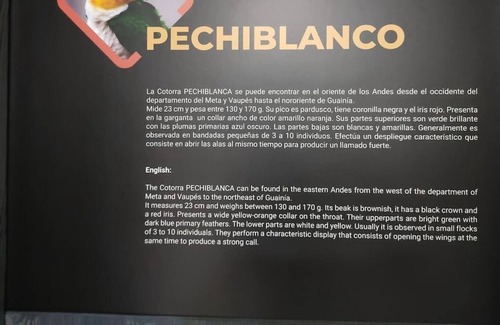 PECHIBLANCO
La Cotorra PECHIBLANCA se puede encontrar en el oriente de los Andes desde el occidente del
departamento del Meta y Vaupés hasta el nororiente de Guainía.
Mide 23 cm y pesa entre 130 y 170 g. Su pico es parduzco, tiene coronilla negra y el iris rojo. Presenta
en la garganta un collar ancho de color amarillo naranja. Sus partes superiores son verde brillante
con las plumas primarias azul oscuro. Las partes bajas son blancas y amarillas. Generalmente es
observada en bandadas pequeñas de 3 a 10 individuos. Efectúa un despliegue característico que
consiste en abrir las alas al mismo tiempo para producir un llamado fuerte.
English:
The Cotorra PECHIBLANCA can be found in the eastern Andes from the west of the department of
Meta and Vaupés to the northeast of Guainía.
It measures 23 cm and weighs between 130 and 170 g. Its beak is brownish, it has a black crown and
a red iris. Presents a wide yellow-orange collar on the throat. Their upperparts are bright green with
dark blue primary feathers. The lower parts are white and yellow. Usually it is observed in small flocks
of 3 to 10 individuals. They perform a characteristic display that consists of opening the wings at the
same time to produce a strong call.